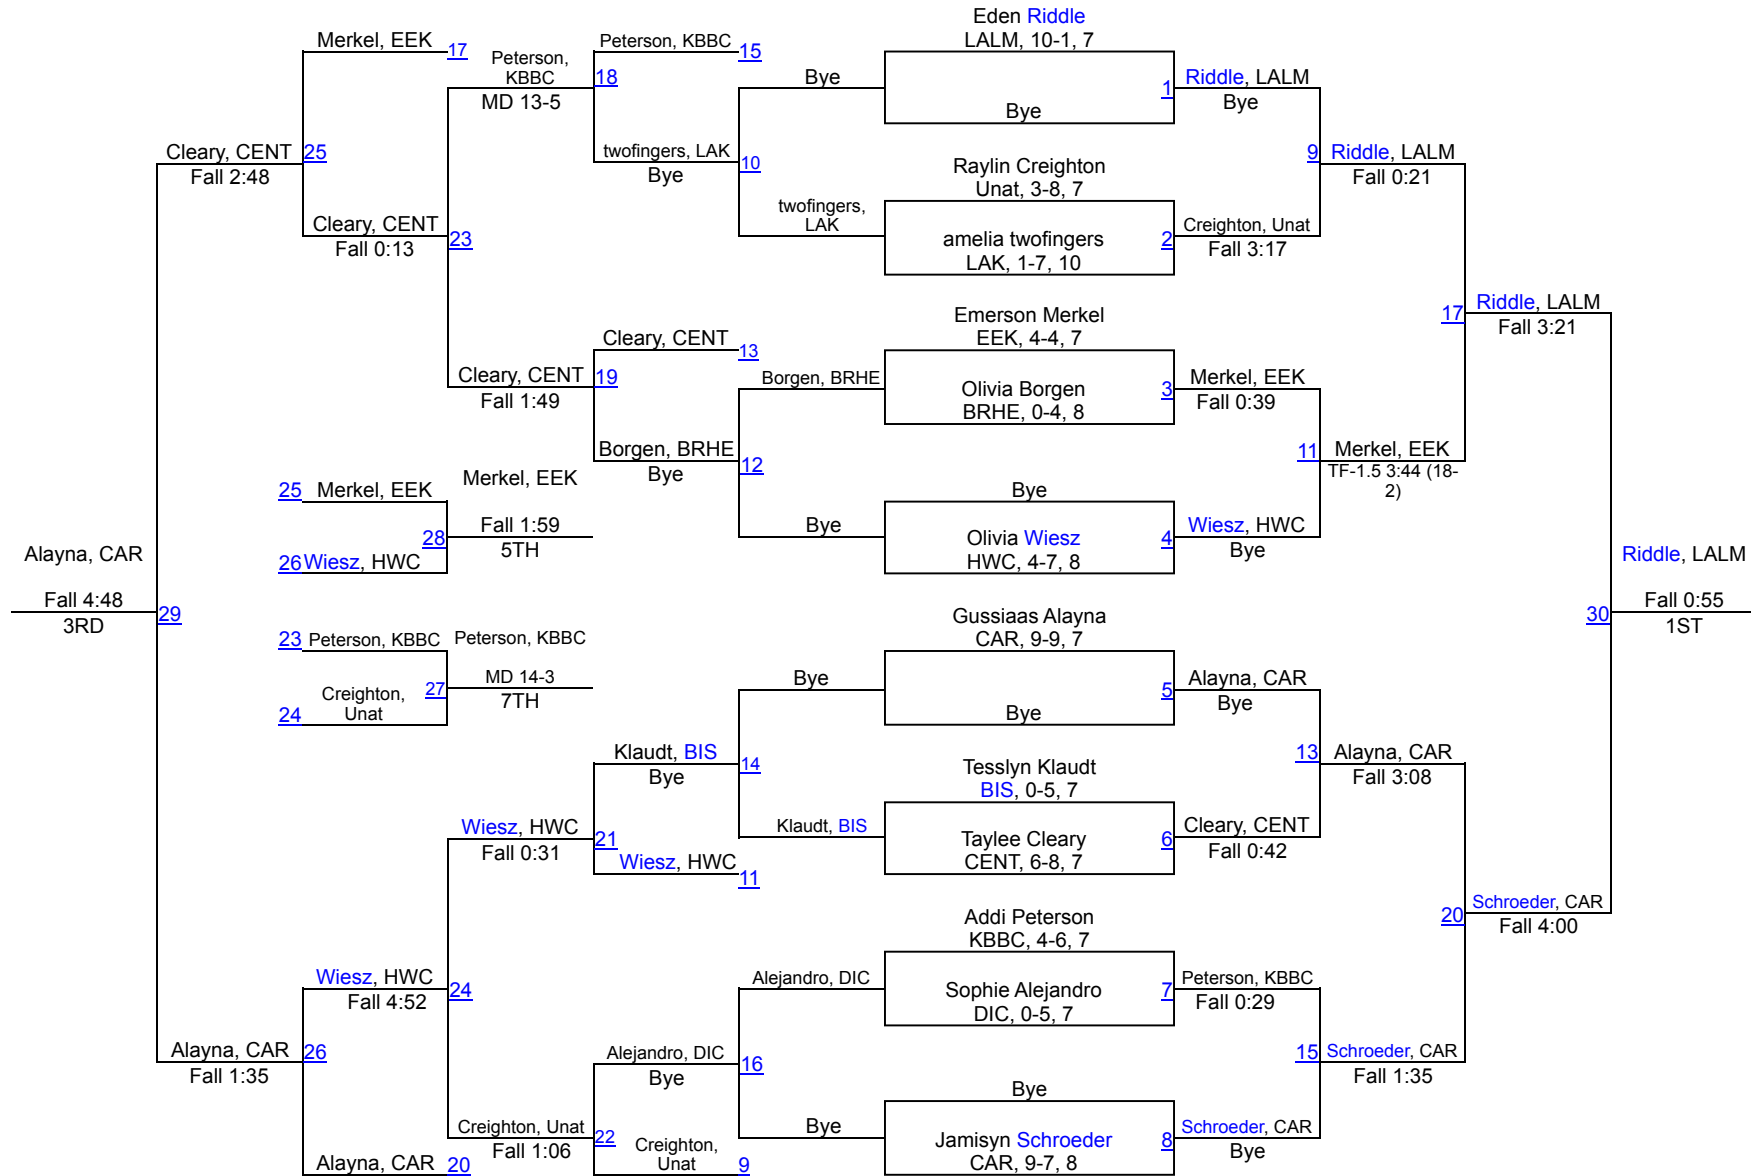 Eden Riddle
LALM, 10-1, 7
Merkel, EEK
17
Peterson, KBBC
15
Peterson,
KBBC
18
MD 13-5
Bye
1
Riddle, LALM
Bye
Bye
Cleary, CENT
25
Fall 2:48
twofingers, LAK
10
Bye
Raylin Creighton
Unat, 3-8, 7
9
Riddle, LALM
Fall 0:21
Cleary, CENT
23
Fall 0:13
twofingers,
LAK
amelia twofingers
LAK, 1-7, 10
2
Creighton, Unat
Fall 3:17
Emerson Merkel
EEK, 4-4, 7
17
Riddle, LALM
Fall 3:21
Cleary, CENT
13
Cleary, CENT
19
Fall 1:49
Borgen, BRHE
Olivia Borgen
BRHE, 0-4, 8
3
Merkel, EEK
Fall 0:39
Borgen, BRHE
12
Bye
11
Merkel, EEK
TF-1.5 3:44 (18-
2)
25
Merkel, EEK
Merkel, EEK
28
Fall 1:59
5TH
26
Wiesz, HWC
Bye
Bye
Olivia Wiesz
HWC, 4-7, 8
4
Wiesz, HWC
Bye
Alayna, CAR
Fall 4:48
3RD
29
Riddle, LALM
30
Fall 0:55
1ST
Gussiaas Alayna
CAR, 9-9, 7
23
Peterson, KBBC
Peterson, KBBC
27
MD 14-3
7TH
24
Creighton,
Unat
Bye
Bye
5
Alayna, CAR
Bye
Klaudt, BIS
14
Bye
Tesslyn Klaudt
BIS, 0-5, 7
13
Alayna, CAR
Fall 3:08
Wiesz, HWC
21
Fall 0:31
Klaudt, BIS
Taylee Cleary
CENT, 6-8, 7
6
Cleary, CENT
Fall 0:42
Wiesz, HWC
11
Addi Peterson
KBBC, 4-6, 7
20
Schroeder, CAR
Fall 4:00
Wiesz, HWC
24
Fall 4:52
Alejandro, DIC
Sophie Alejandro
DIC, 0-5, 7
7
Peterson, KBBC
Fall 0:29
Alayna, CAR
26
Fall 1:35
Alejandro, DIC
16
Bye
15
Schroeder, CAR
Fall 1:35
Bye
Creighton, Unat
22
Fall 1:06
Bye
Jamisyn Schroeder
CAR, 9-7, 8
8
Schroeder, CAR
Bye
Alayna, CAR
20
Creighton,
Unat
9